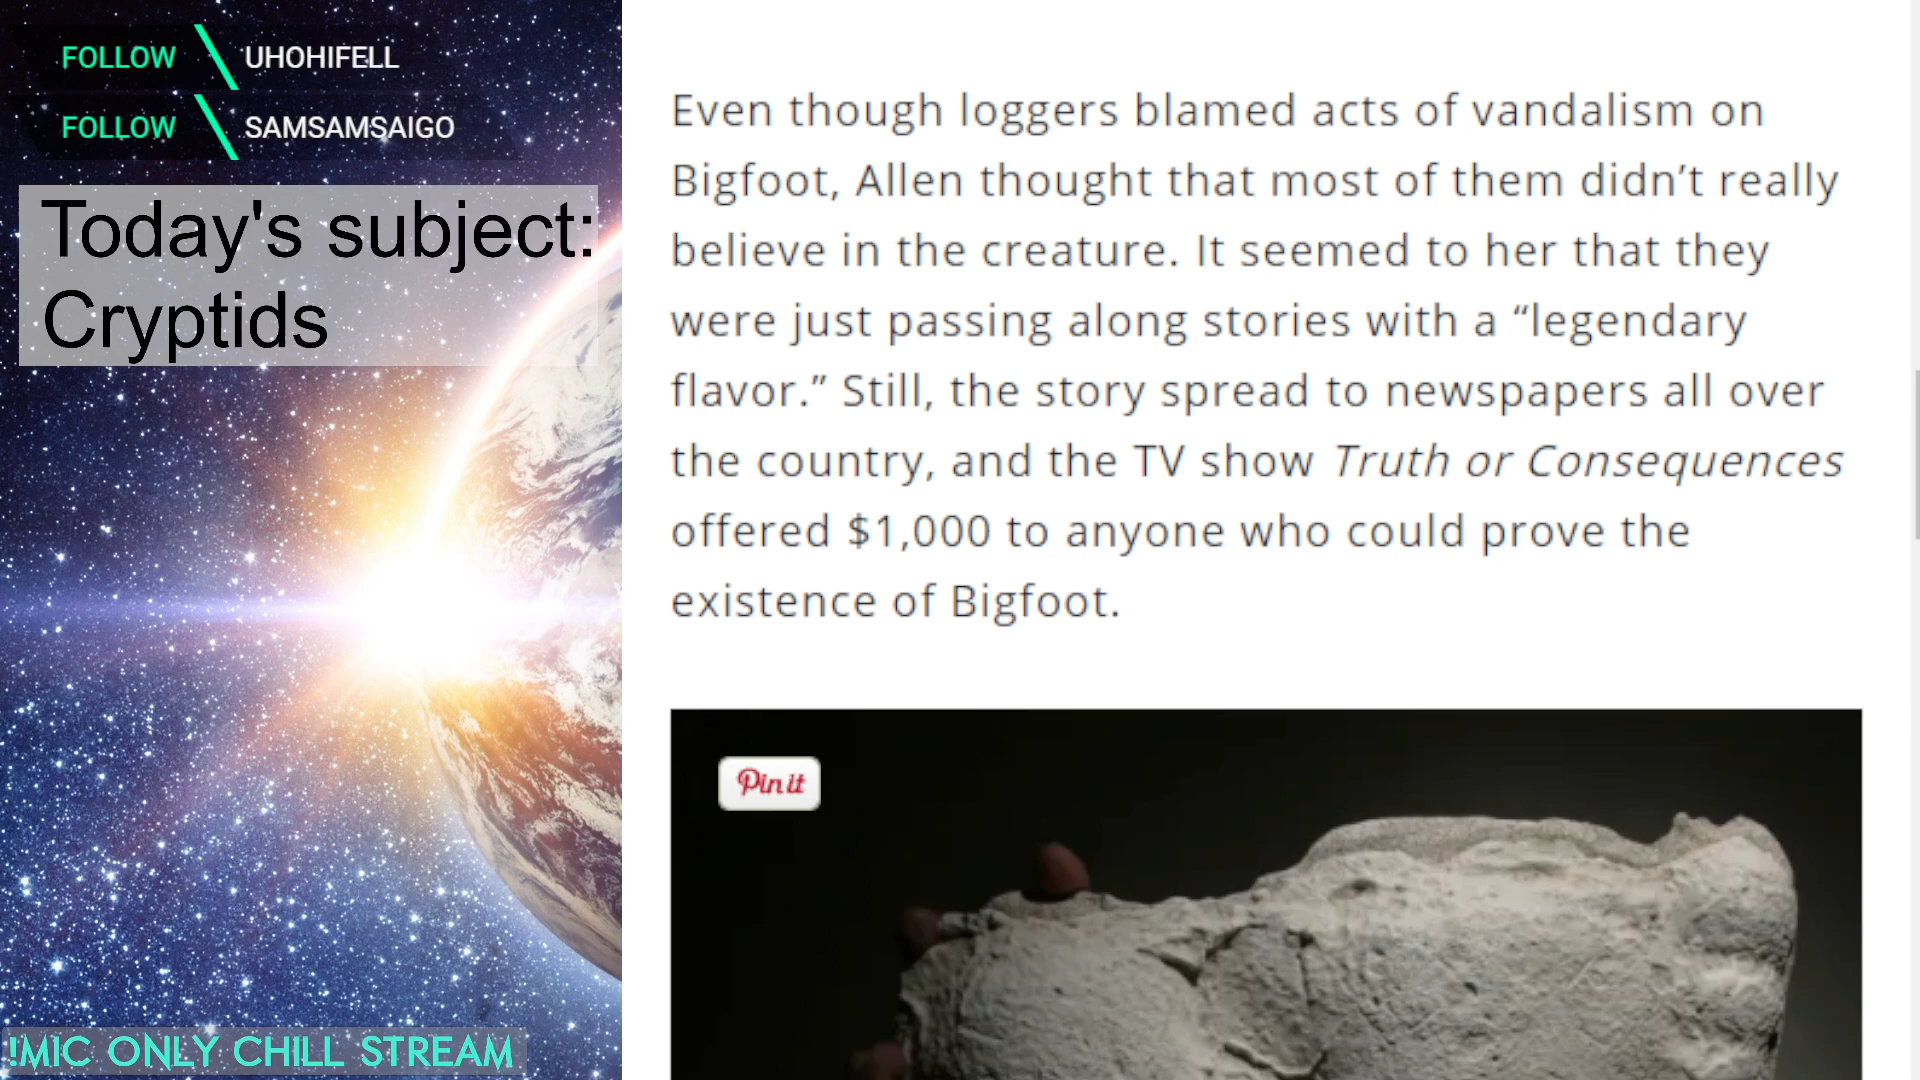 FOLLOW UHOHIFELL
FOLLOW SAMSAMSAIGO
Today's subject:
Cryptids
!MIC ONLY CHILL STREAM
Even though loggers blamed acts of vandalism on
Bigfoot, Allen thought that most of them didn’t really
believe in the creature. It seemed to her that they
were just passing along stories with a “legendary
flavor.” Still, the story spread to newspapers all over
the country, and the TV show Truth or Consequences
offered $1,000 to anyone who could prove the
existence of Bigfoot.
Pin it